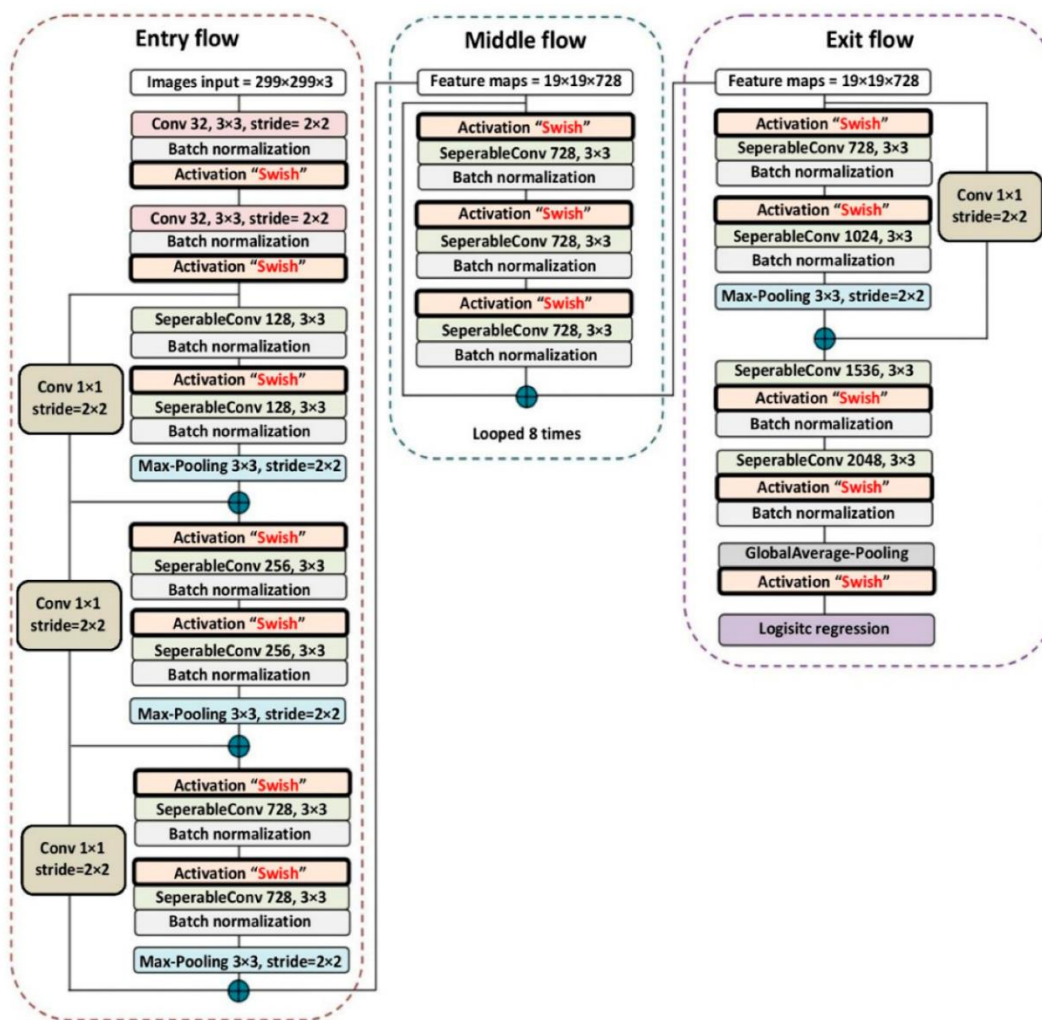 Entry flow
Images input = 299×299×3
Conv 32, 3×3, stride= 2×2
Batch normalization
Activation “Swish”
Conv 32, 3×3, stride= 2×2
Batch normalization
Activation “Swish”
SeperableConv 128, 3×3
Batch normalization
Activation “Swish”
SeperableConv 128, 3×3
Batch normalization
Max-Pooling 3×3, stride=2×2
Conv 1×1
stride=2×2
Activation “Swish”
SeperableConv 256, 3×3
Batch normalization
Activation “Swish”
SeperableConv 256, 3×3
Batch normalization
Max-Pooling 3×3, stride=2×2
Conv 1×1
stride=2×2
Activation “Swish”
SeperableConv 728, 3×3
Batch normalization
Activation “Swish”
SeperableConv 728, 3×3
Batch normalization
Max-Pooling 3×3, stride=2×2
Conv 1×1
stride=2×2
Middle flow
Feature maps = 19×19×728
Activation “Swish”
SeperableConv 728, 3×3
Batch normalization
Activation “Swish”
SeperableConv 728, 3×3
Batch normalization
Activation “Swish”
SeperableConv 728, 3×3
Batch normalization
Looped 8 times
Exit flow
Feature maps = 19×19×728
Activation “Swish”
SeperableConv 728, 3×3
Batch normalization
Activation “Swish”
SeperableConv 1024, 3×3
Batch normalization
Max-Pooling 3×3, stride=2×2
Conv 1×1
stride=2×2
SeperableConv 1536, 3×3
Activation “Swish”
Batch normalization
SeperableConv 2048, 3×3
Activation “Swish”
Batch normalization
GlobalAverage-Pooling
Activation “Swish”
Logisitc regression